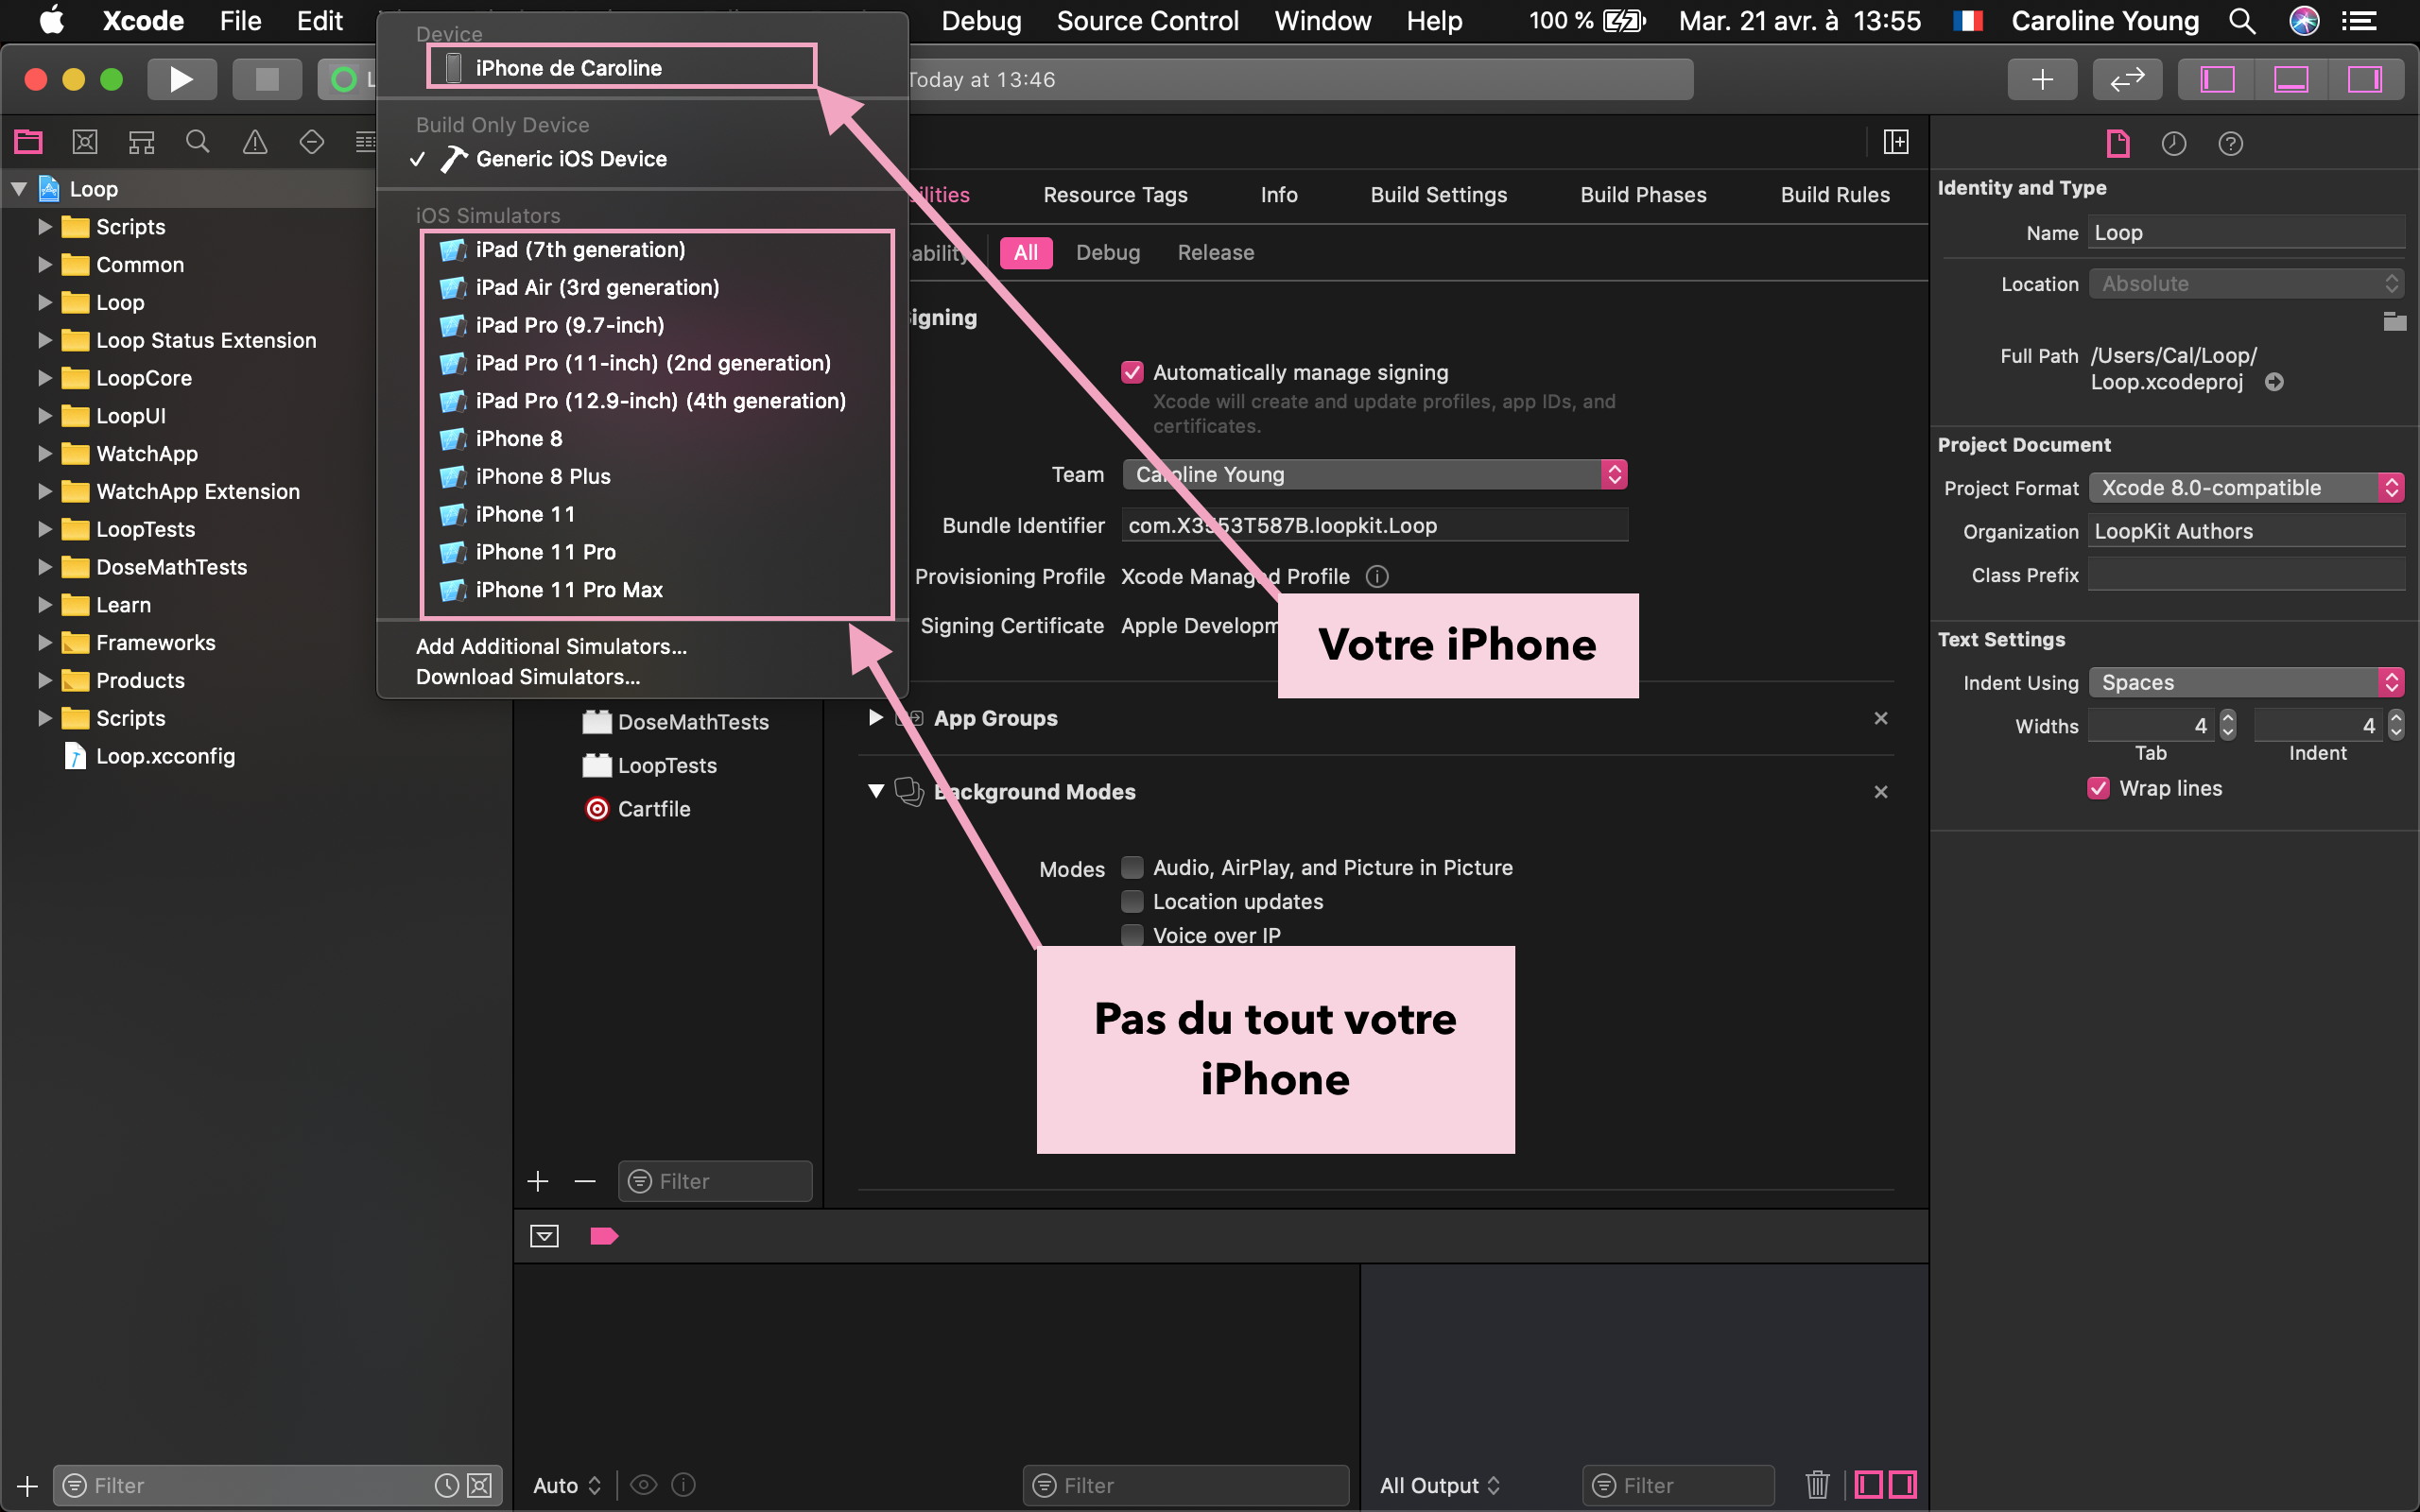 Xcode File Edit Debug Source Control Window Help 100 % Mar. 21 avr. à 13:55 Caroline Young
Device
iPhone de Caroline
Build Only Device
Generic iOS Device
iOS Simulators
iPad (7th generation)
iPad Air (3rd generation)
iPad Pro (9.7-inch)
iPad Pro (11-inch) (2nd generation)
iPad Pro (12.9-inch) (4th generation)
iPhone 8
iPhone 8 Plus
iPhone 11
iPhone 11 Pro
iPhone 11 Pro Max
Add Additional Simulators...
Download Simulators...
Today at 13:46
Loop
Scripts
Common
Loop
Loop Status Extension
LoopCore
LoopUI
WatchApp
WatchApp Extension
LoopTests
DoseMathTests
Learn
Frameworks
Products
Scripts
Loop.xcconfig
Filter
DoseMathTests
LoopTests
Cartfile
Filter
Resource Tags Info Build Settings Build Phases Build Rules
All Debug Release
Signing
Automatically manage signing
Xcode will create and update profiles, app IDs, and
certificates.
Team Caroline Young
Bundle Identifier com.X3553T587B.loopkit.Loop
Provisioning Profile Xcode Managed Profile
Signing Certificate Apple Developm
Votre iPhone
App Groups
Background Modes
Modes Audio, AirPlay, and Picture in Picture
Location updates
Voice over IP
Pas du tout votre
iPhone
Auto Filter
All Output Filter
Identity and Type
Name Loop
Location Absolute
Full Path /Users/Cal/Loop/
Loop.xcodeproj
Project Document
Project Format Xcode 8.0-compatible
Organization LoopKit Authors
Class Prefix
Text Settings
Indent Using Spaces
Widths 4 4
Tab Indent
Wrap lines